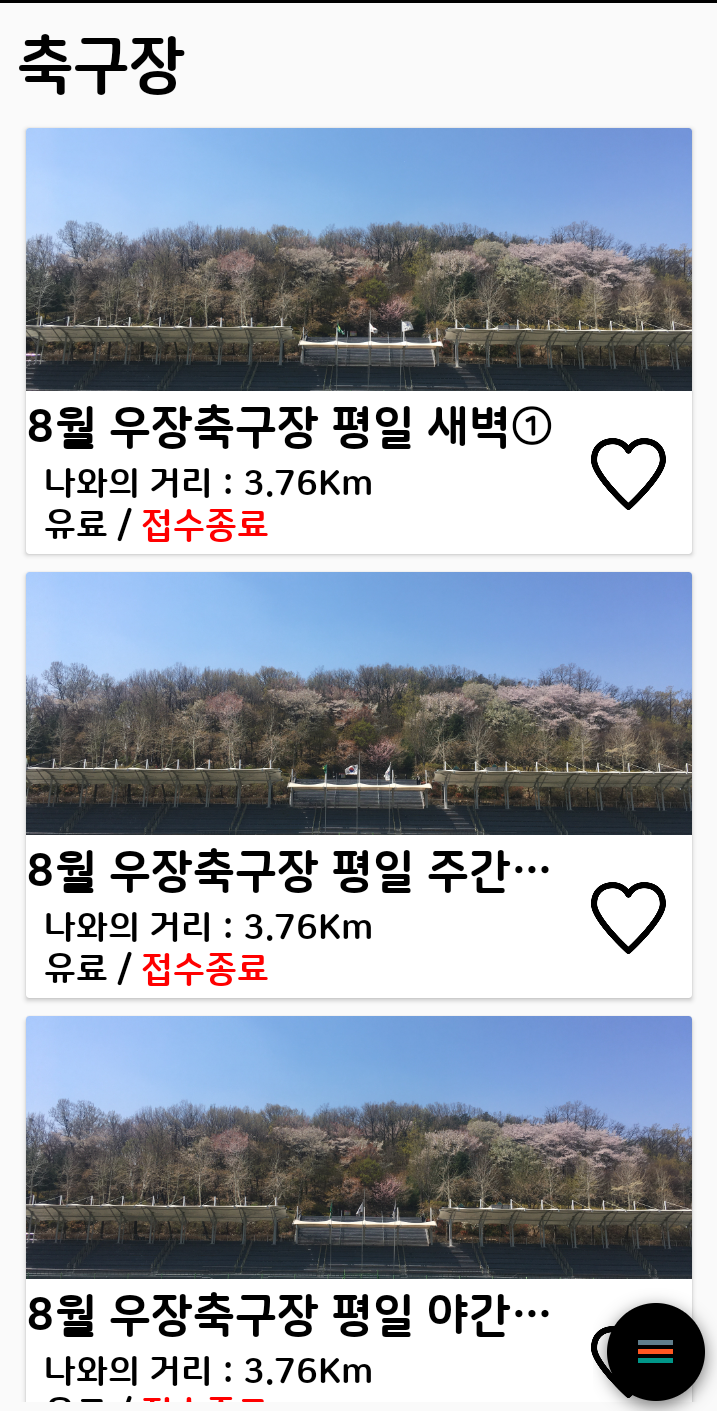 축구장
8월 우장축구장 평일 새벽①
나와의 거리 : 3.76Km
유료 / 접수종료
8월 우장축구장 평일 주간…
나와의 거리 : 3.76Km
유료 / 접수종료
8월 우장축구장 평일 야간…
나와의 거리 : 3.76Km